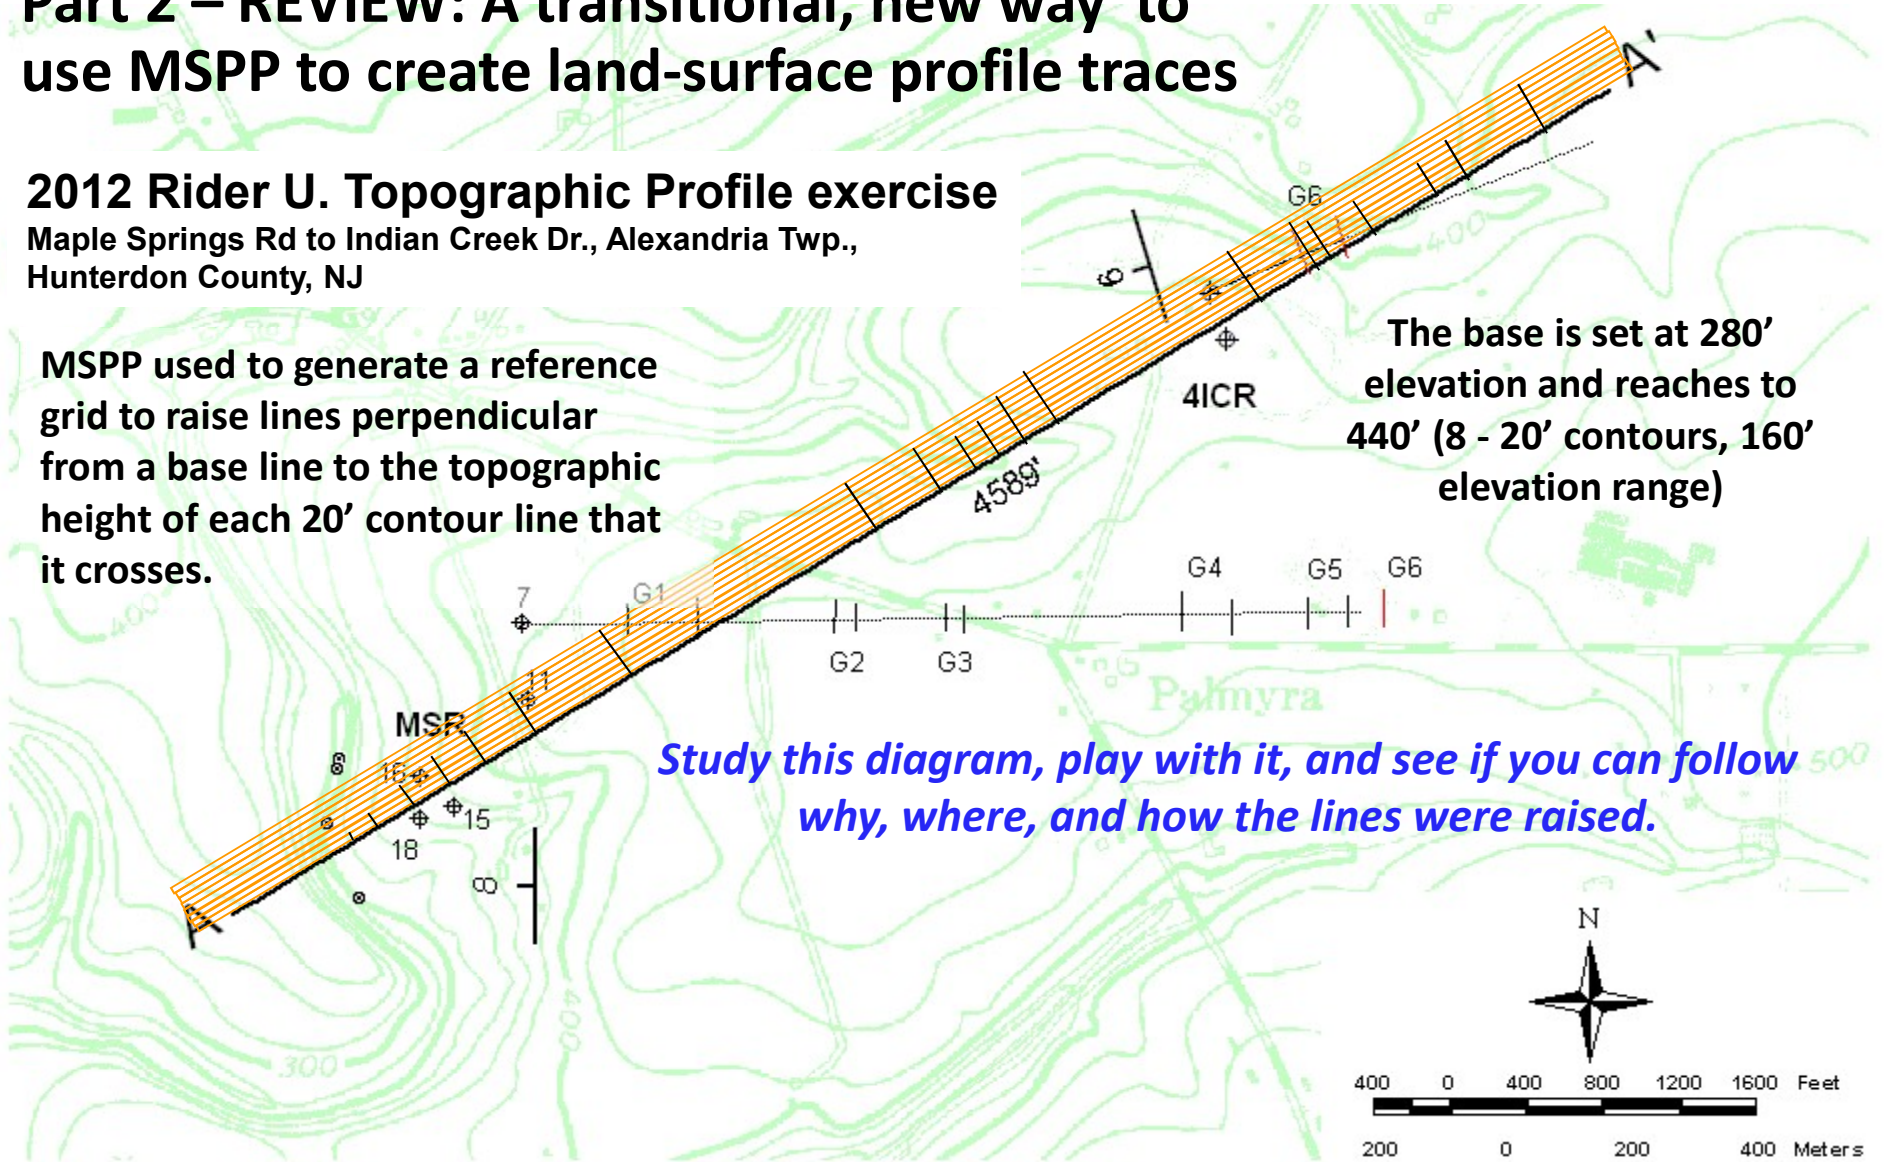 Part 2 – REVIEW: A transitional, 'new way' to
use MSPP to create land-surface profile traces
2012 Rider U. Topographic Profile exercise
Maple Springs Rd to Indian Creek Dr., Alexandria Twp.,
Hunterdon County, NJ
MSPP used to generate a reference
grid to raise lines perpendicular
from a base line to the topographic
height of each 20’ contour line that
it crosses.
The base is set at 280’
elevation and reaches to
440’ (8 - 20’ contours, 160’
elevation range)
A'
G6
400
6
4ICR
4589'
400
7
G1
G2
G3
G4
G5
G6
Palmyra
11
MSR
8
16
15
18
8
A
Study this diagram, play with it, and see if you can follow
why, where, and how the lines were raised.
500
400
300
N
400 0 400 800 1200 1600 Feet
200 0 200 400 Meters